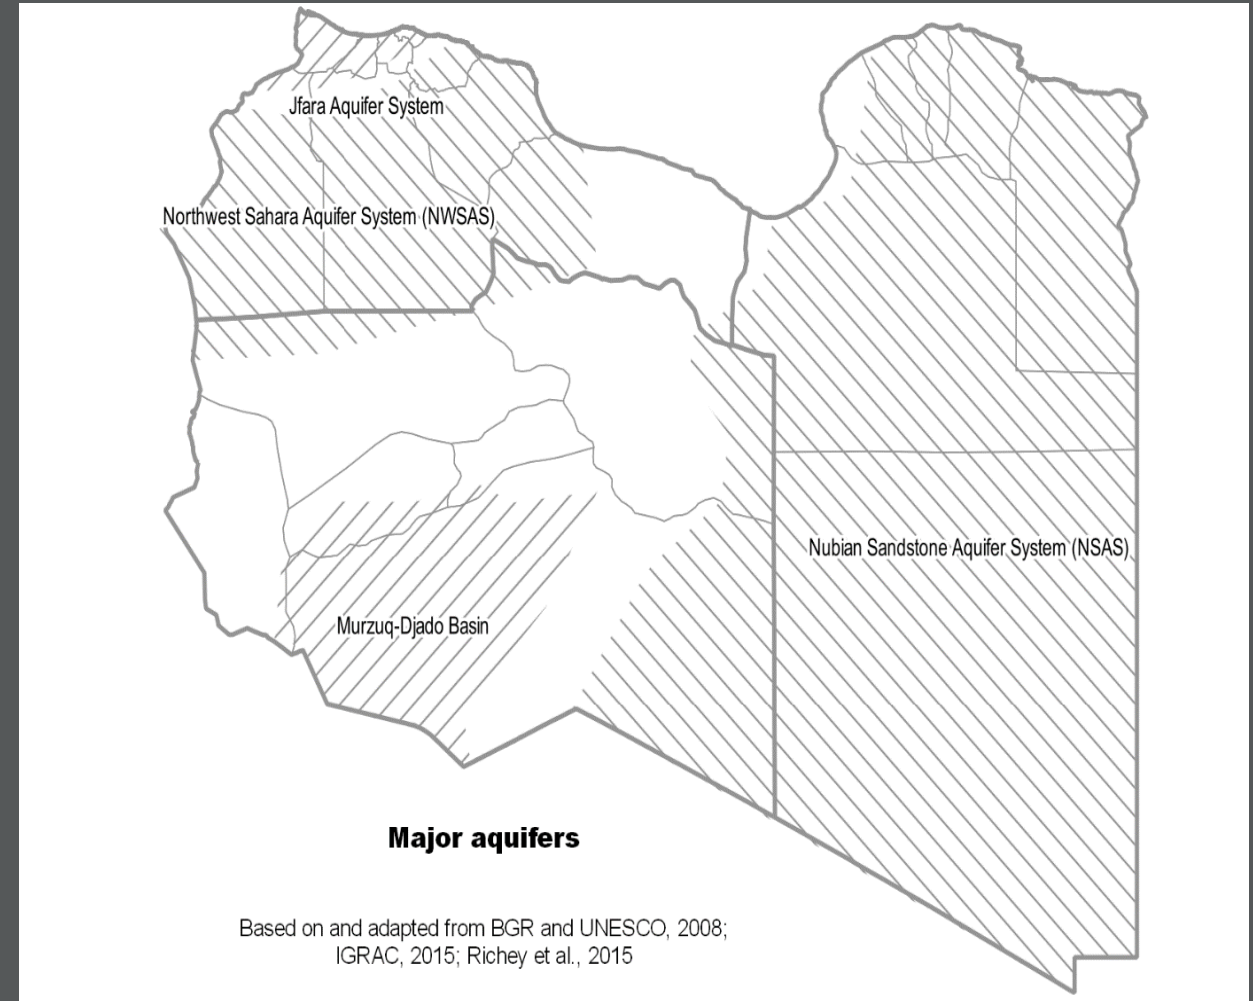 Jfara Aquifer System
Northwest Sahara Aquifer System (NWSAS)
Nubian Sandstone Aquifer System (NSAS)
Murzuq-Djado Basin
Major aquifers
Based on and adapted from BGR and UNESCO, 2008;
IGRAC, 2015; Richey et al., 2015